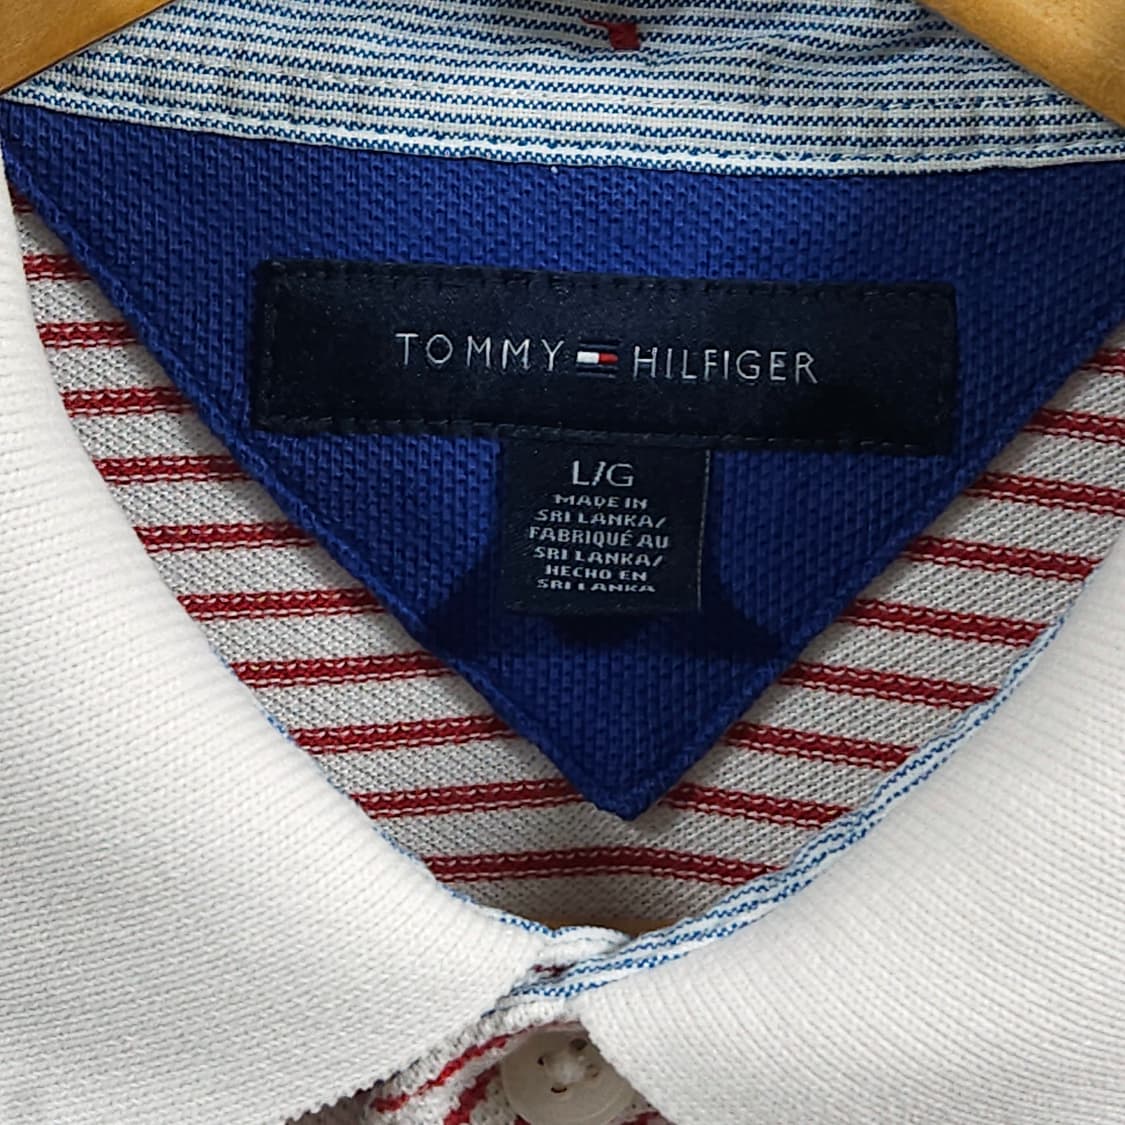 TOMMY HILFIGER
L/G
MADE IN
SRI LANKA/
FABRIQUÉ AU
SRI LANKA/
HECHO EN
SRI LANKA